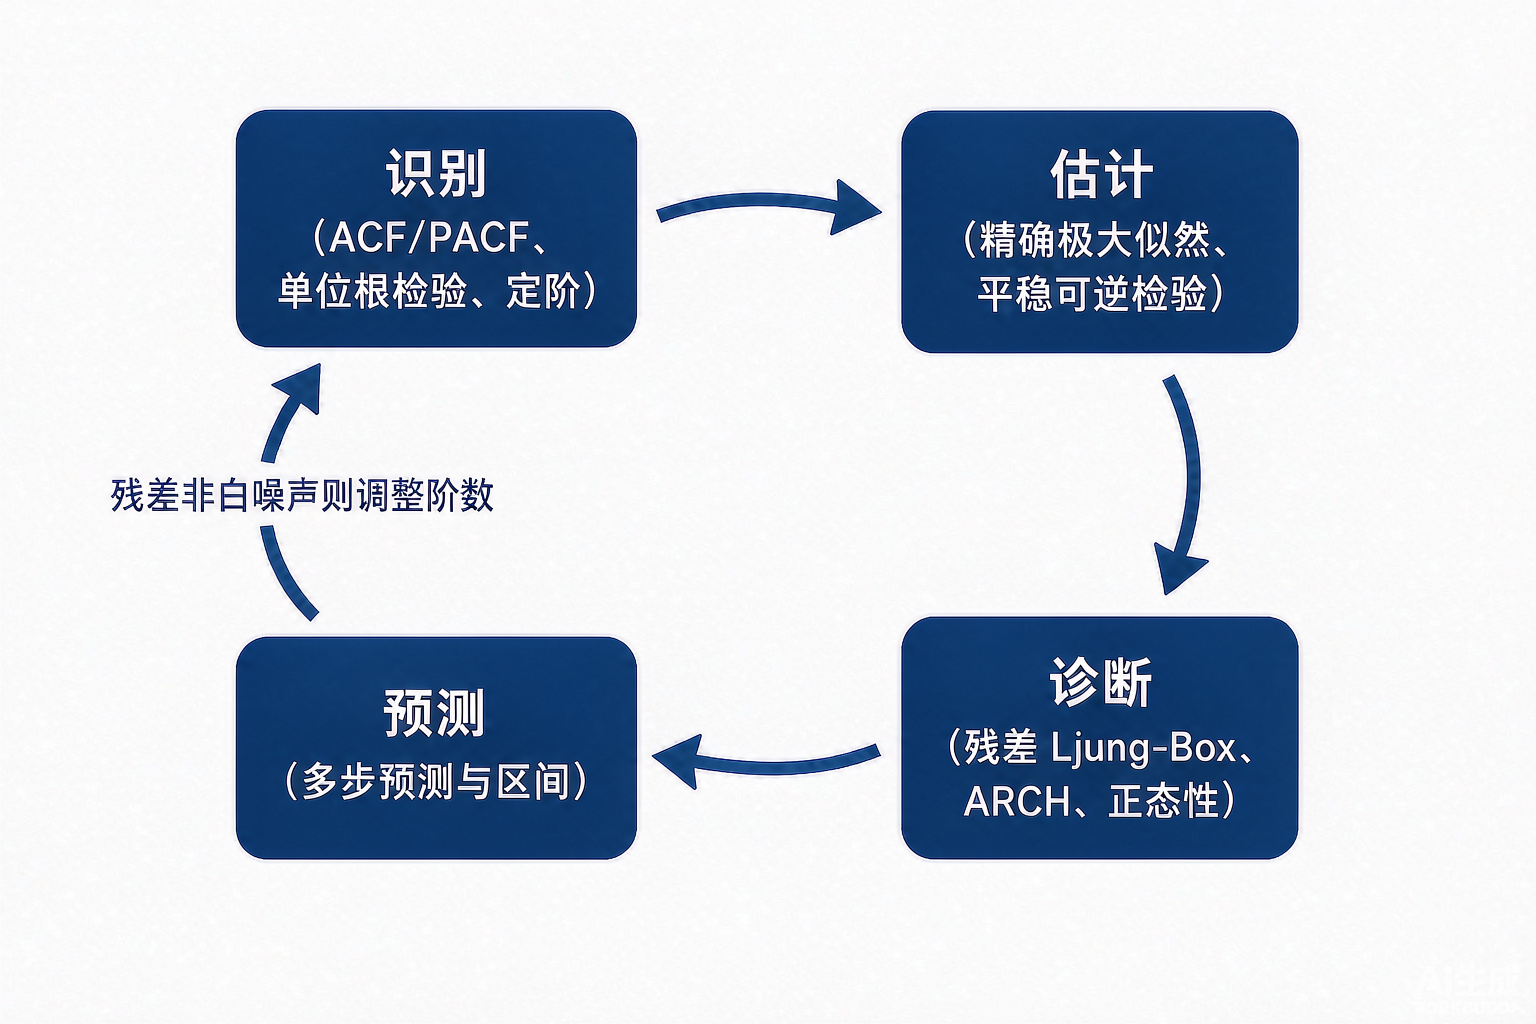 识别
（ACF/PACF、
单位根检验、定阶）
估计
（精确极大似然、
平稳可逆检验）
残差非白噪声则调整阶数
预测
（多步预测与区间）
诊断
（残差 Ljung-Box、
ARCH、正态性）